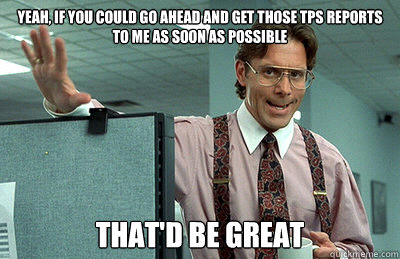 YEAH, IF YOU COULD GO AHEAD AND GET THOSE TPS REPORTS
TO ME AS SOON AS POSSIBLE
THAT'D BE GREAT
quickmeme.com